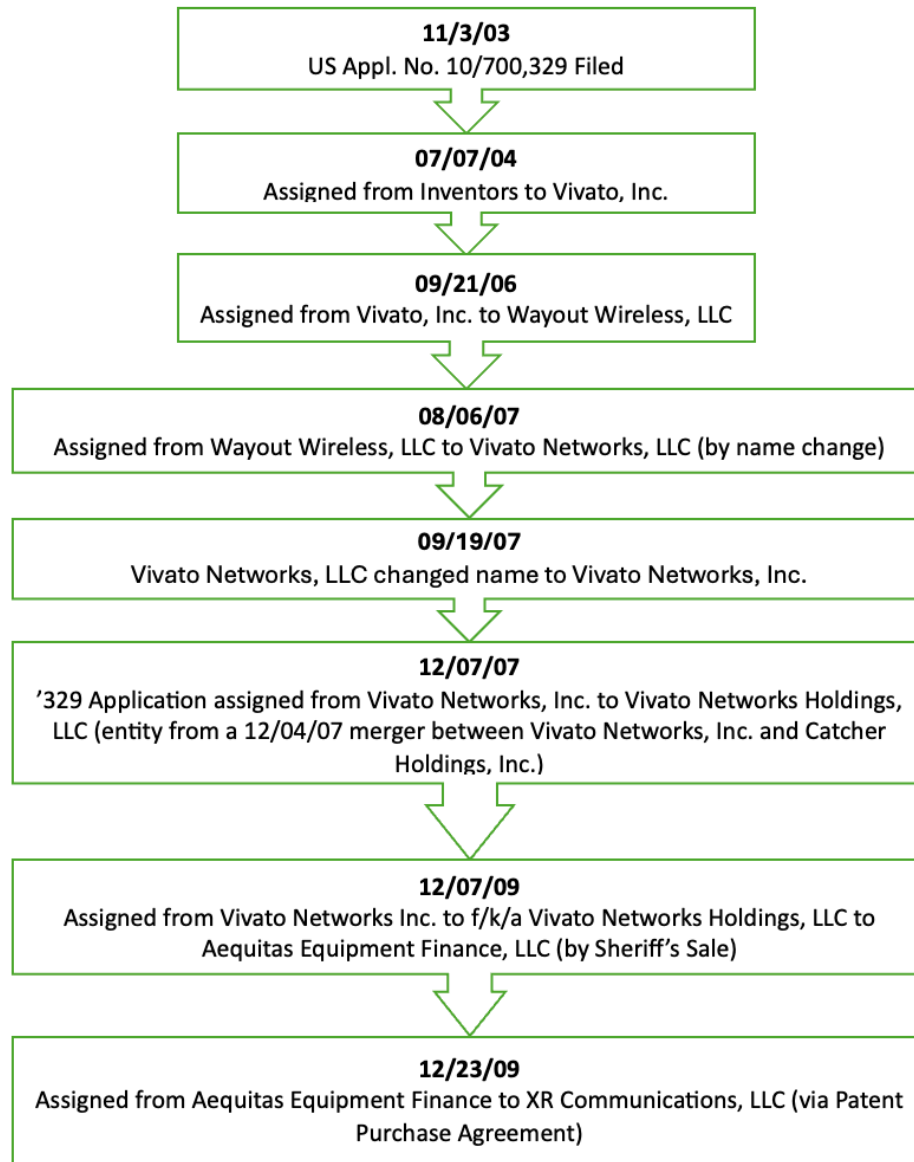 11/3/03
US Appl. No. 10/700,329 Filed
07/07/04
Assigned from Inventors to Vivato, Inc.
09/21/06
Assigned from Vivato, Inc. to Wayout Wireless, LLC
08/06/07
Assigned from Wayout Wireless, LLC to Vivato Networks, LLC (by name change)
09/19/07
Vivato Networks, LLC changed name to Vivato Networks, Inc.
12/07/07
’329 Application assigned from Vivato Networks, Inc. to Vivato Networks Holdings,
LLC (entity from a 12/04/07 merger between Vivato Networks, Inc. and Catcher
Holdings, Inc.)
12/07/09
Assigned from Vivato Networks Inc. to f/k/a Vivato Networks Holdings, LLC to
Aequitas Equipment Finance, LLC (by Sheriff’s Sale)
12/23/09
Assigned from Aequitas Equipment Finance to XR Communications, LLC (via Patent
Purchase Agreement)